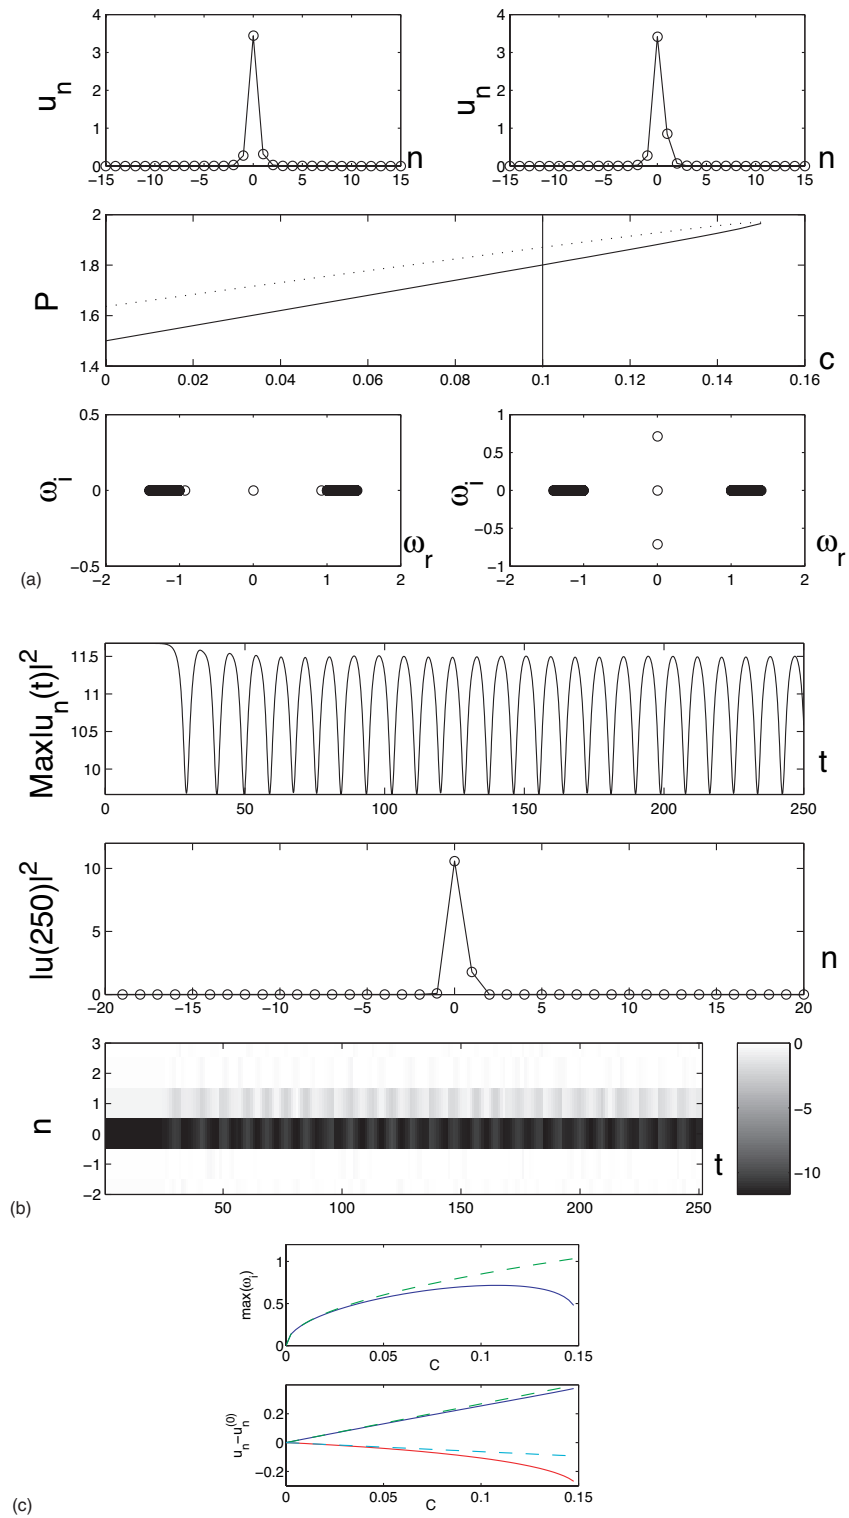 4
3
2
1
0
u_n
−15 −10 −5 0 5 10 15
n
4
3
2
1
0
u_n
−15 −10 −5 0 5 10 15
n
2
1.8
1.6
1.4
P
0 0.02 0.04 0.06 0.08 0.1 0.12 0.14 0.16
c
0.5
0
−0.5
ω_i
−2 −1 0 1 2
ω_r
1
0.5
0
−0.5
−1
ω_i
−2 −1 0 1 2
ω_r
(a)
11.5
11
10.5
10
Max|u_n(t)|^2
0 50 100 150 200 250
t
10
5
0
|u(250)|^2
−20 −15 −10 −5 0 5 10 15 20
n
3
2
1
0
−1
−2
n
50 100 150 200 250
t
0
−5
−10
(b)
1
0.5
0
max(ω_i)
0 0.05 0.1 0.15
C
0.2
0
−0.2
u_n−u_n^(0)
0 0.05 0.1 0.15
C
(c)